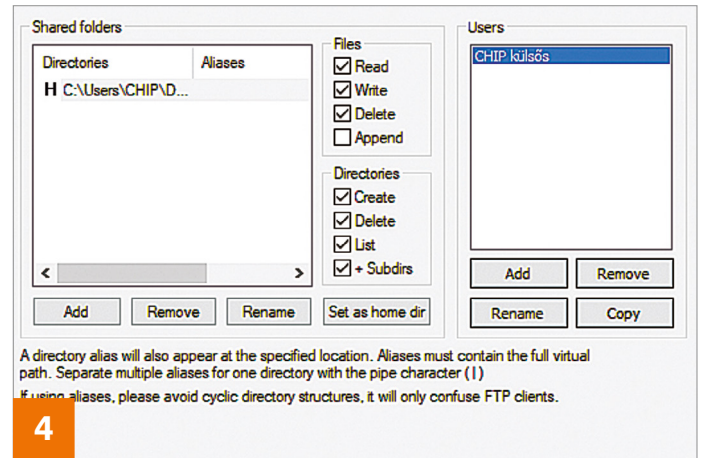 Shared folders
Directories Aliases
H C:\Users\CHIP\D...
Files
Read
Write
Delete
Append
Directories
Create
Delete
List
+ Subdirs
Add Remove Rename Set as home dir
Users
CHIP külsős
Add Remove
Rename Copy
A directory alias will also appear at the specified location. Aliases must contain the full virtual
path. Separate multiple aliases for one directory with the pipe character ( | )
If using aliases, please avoid cyclic directory structures, it will only confuse FTP clients.
4